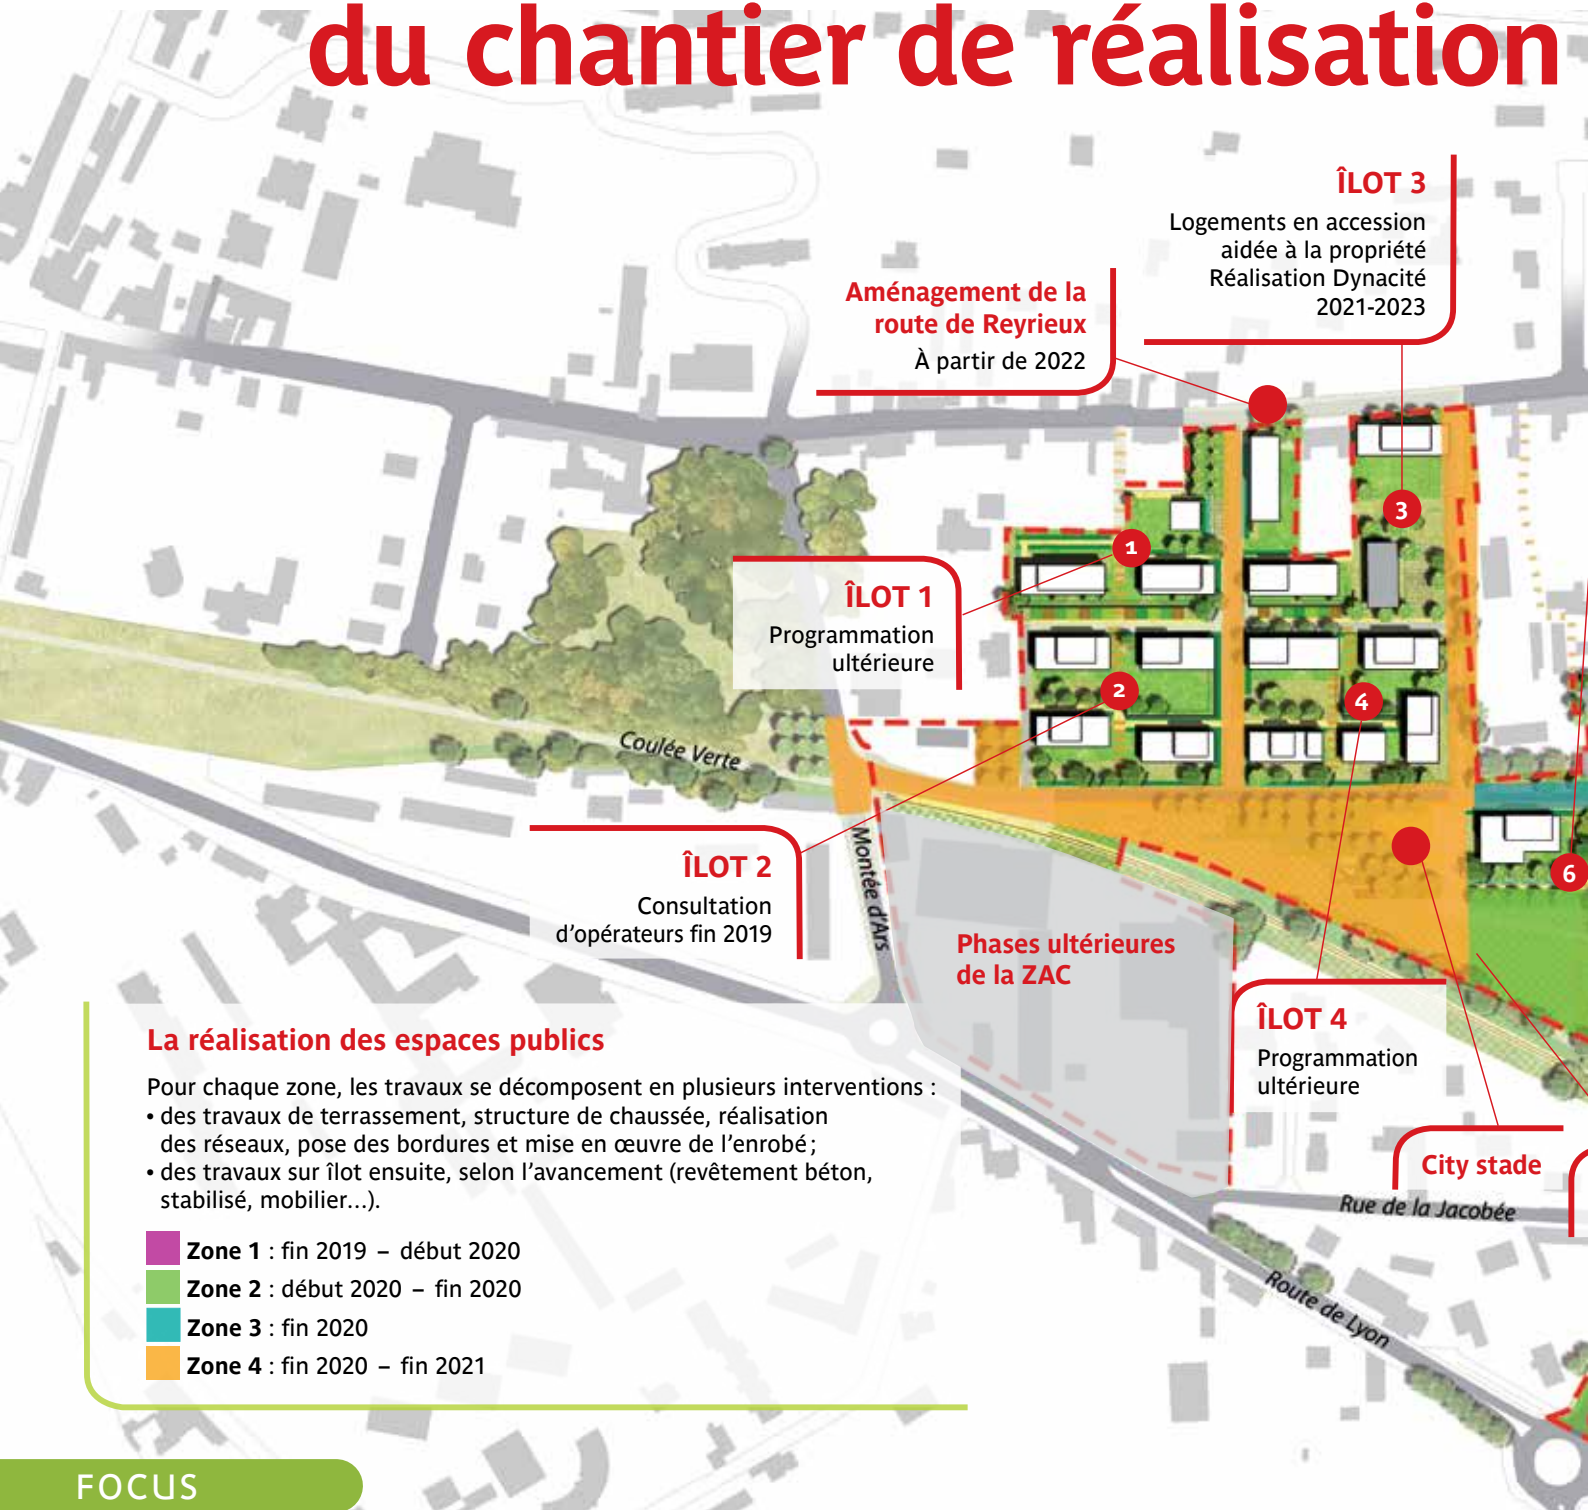 du chantier de réalisation
ÎLOT 3
Logements en accession
aidée à la propriété
Réalisation Dynacité
2021-2023
Aménagement de la
route de Reyrieux
À partir de 2022
3
1
ÎLOT 1
Programmation
ultérieure
2
4
Coulée Verte
6
ÎLOT 2
Consultation
d'opérateurs fin 2019
Montée d'Ars
Phases ultérieures
de la ZAC
ÎLOT 4
Programmation
ultérieure
City stade
Rue de la Jacobée
Route de Lyon
La réalisation des espaces publics
Pour chaque zone, les travaux se décomposent en plusieurs interventions :
• des travaux de terrassement, structure de chaussée, réalisation
des réseaux, pose des bordures et mise en œuvre de l'enrobé ;
• des travaux sur îlot ensuite, selon l'avancement (revêtement béton,
stabilisé, mobilier…).
Zone 1 : fin 2019 – début 2020
Zone 2 : début 2020 – fin 2020
Zone 3 : fin 2020
Zone 4 : fin 2020 – fin 2021
FOCUS